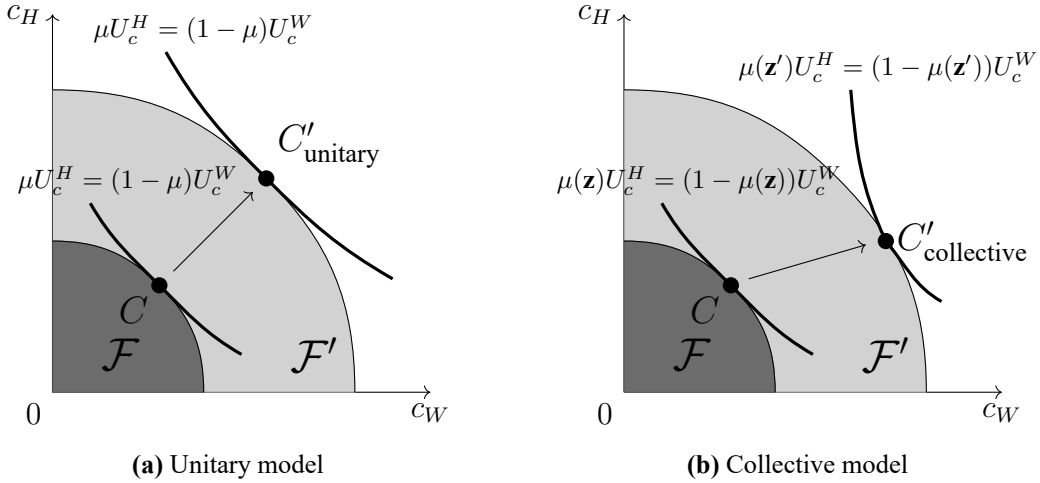 c_H
μU_c^H = (1 − μ)U_c^W
C′_unitary
μU_c^H = (1 − μ)U_c^W
C
𝓕
𝓕′
0
c_W
(a) Unitary model
c_H
μ(𝐳′)U_c^H = (1 − μ(𝐳′))U_c^W
μ(𝐳)U_c^H = (1 − μ(𝐳))U_c^W
C′_collective
C
𝓕
𝓕′
0
c_W
(b) Collective model